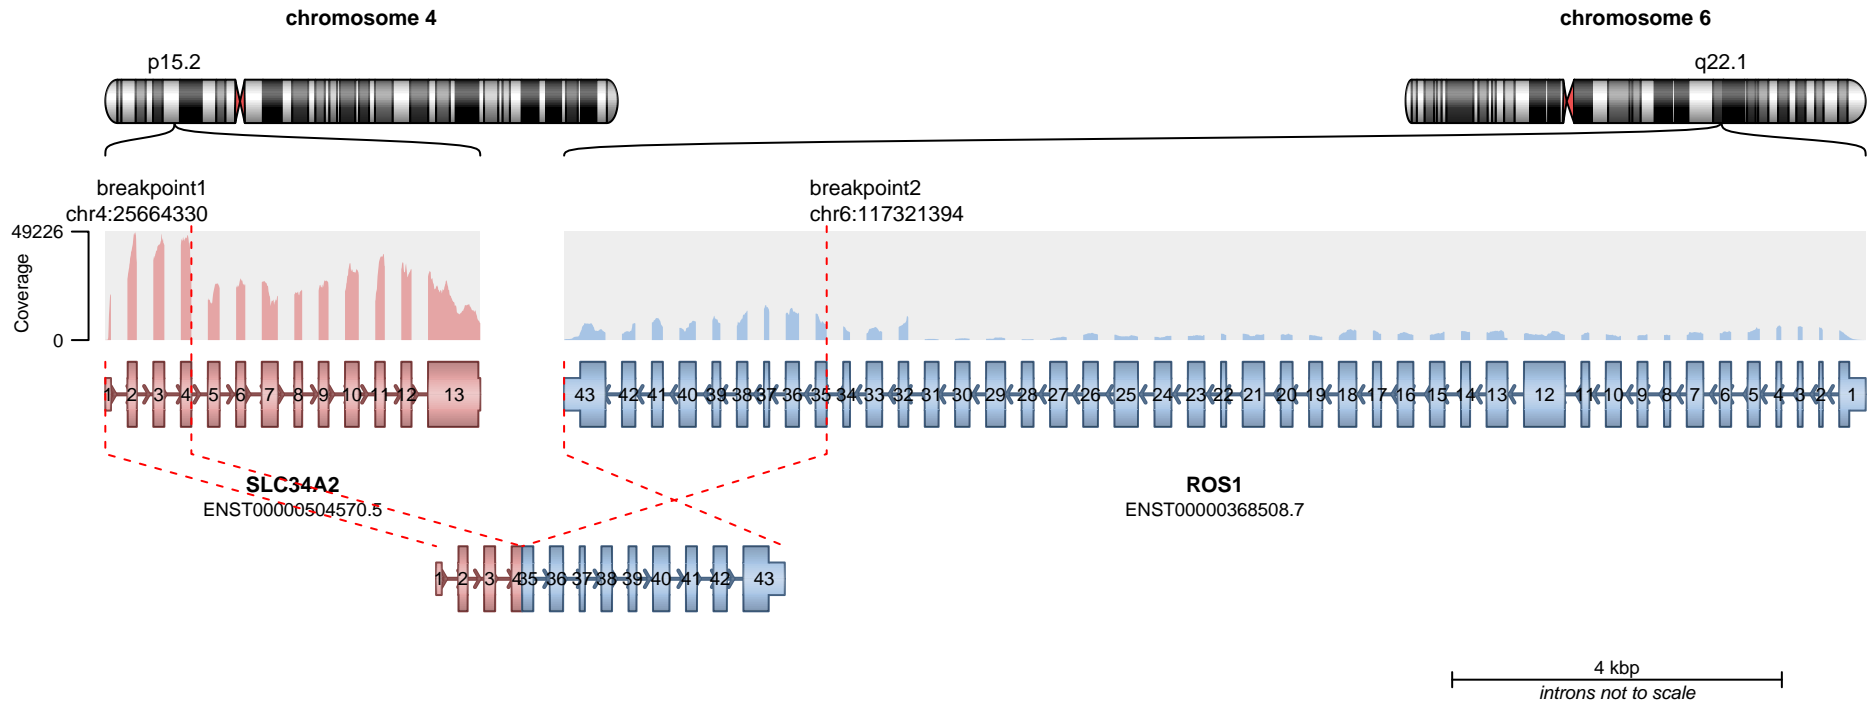 chromosome 4
chromosome 6
p15.2
q22.1
breakpoint1
chr4:25664330
breakpoint2
chr6:117321394
49226
Coverage
0
1 2 3 4 5 6 7 8 9 10 11 12 13
43 42 41 40 39 38 37 36 35 34 33 32 31 30 29 28 27 26 25 24 23 22 21 20 19 18 17 16 15 14 13 12 11 10 9 8 7 6 5 4 3 2 1
SLC34A2
ENST00000504570.5
ROS1
ENST00000368508.7
1 2 3 4 35 36 37 38 39 40 41 42 43
4 kbp
introns not to scale